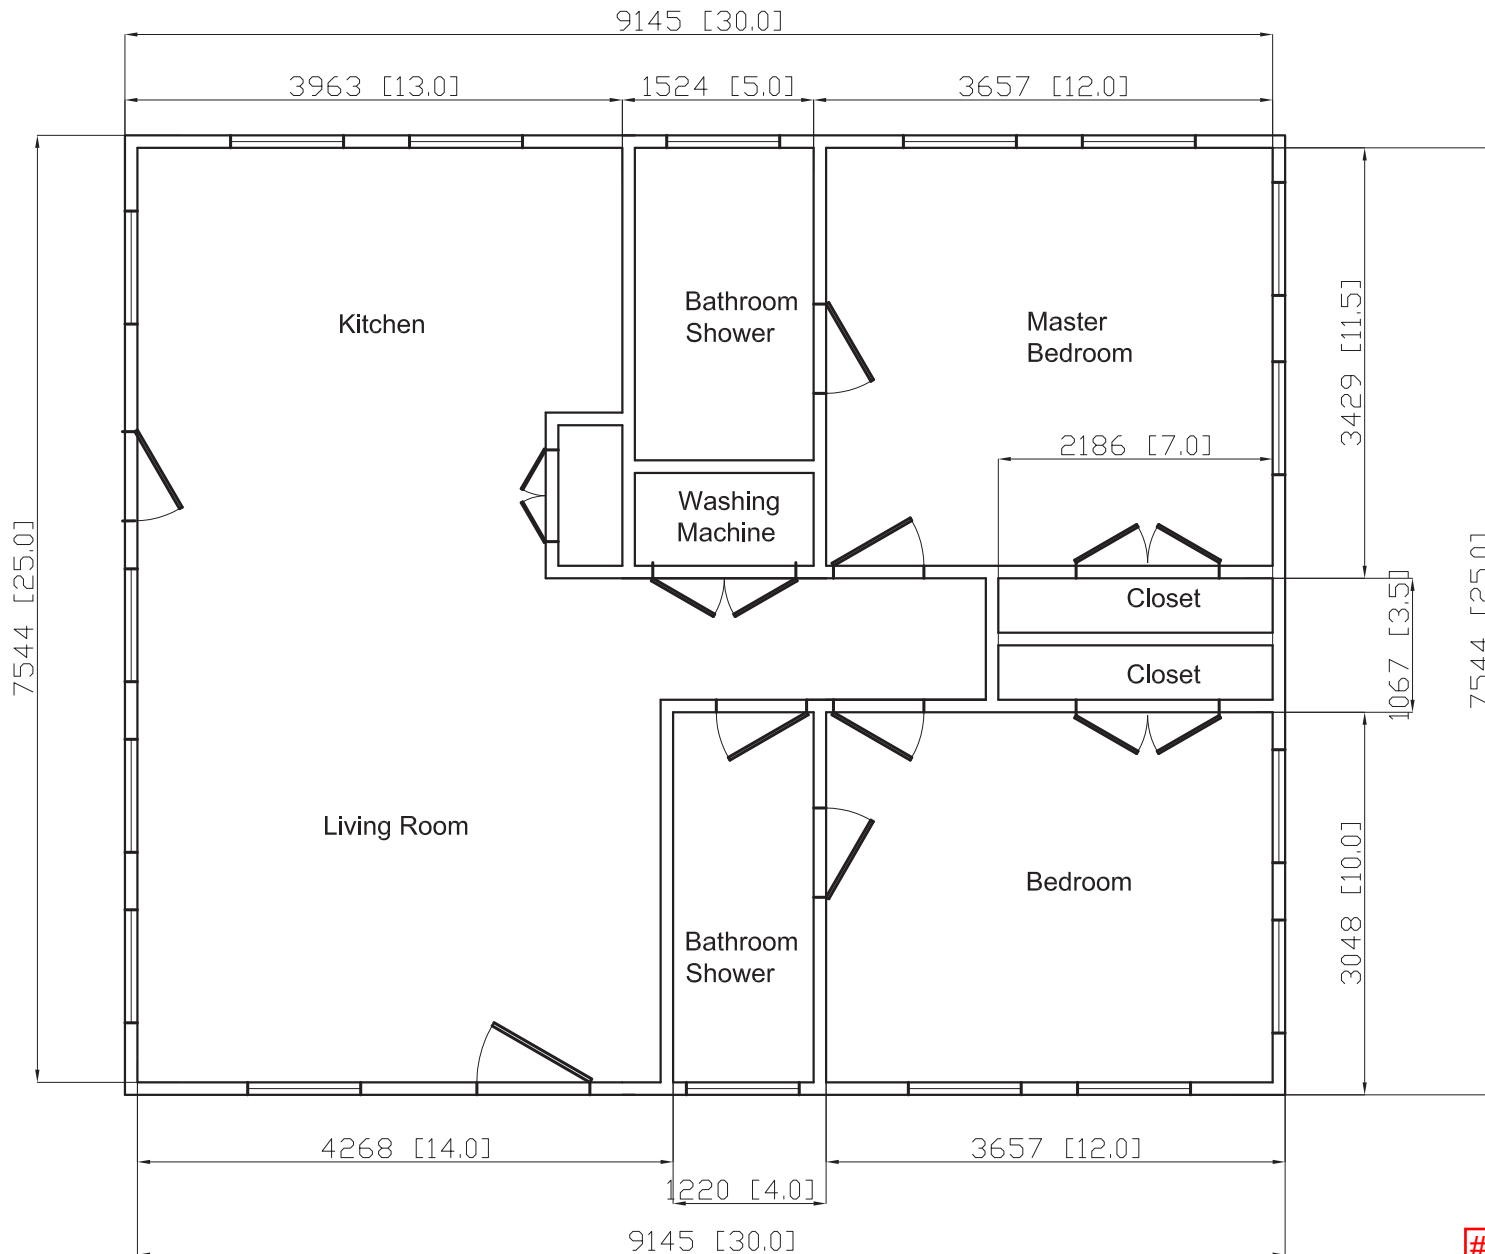 9145 [30.0]
3963 [13.0]
1524 [5.0]
3657 [12.0]
Kitchen
Bathroom
Shower
Master
Bedroom
3429 [11.5]
2186 [7.0]
Washing
Machine
7544 [25.0]
Closet
Closet
1067 [3.5]
7544 [25.0]
Living Room
Bedroom
3048 [10.0]
Bathroom
Shower
4268 [14.0]
3657 [12.0]
1220 [4.0]
9145 [30.0]
#